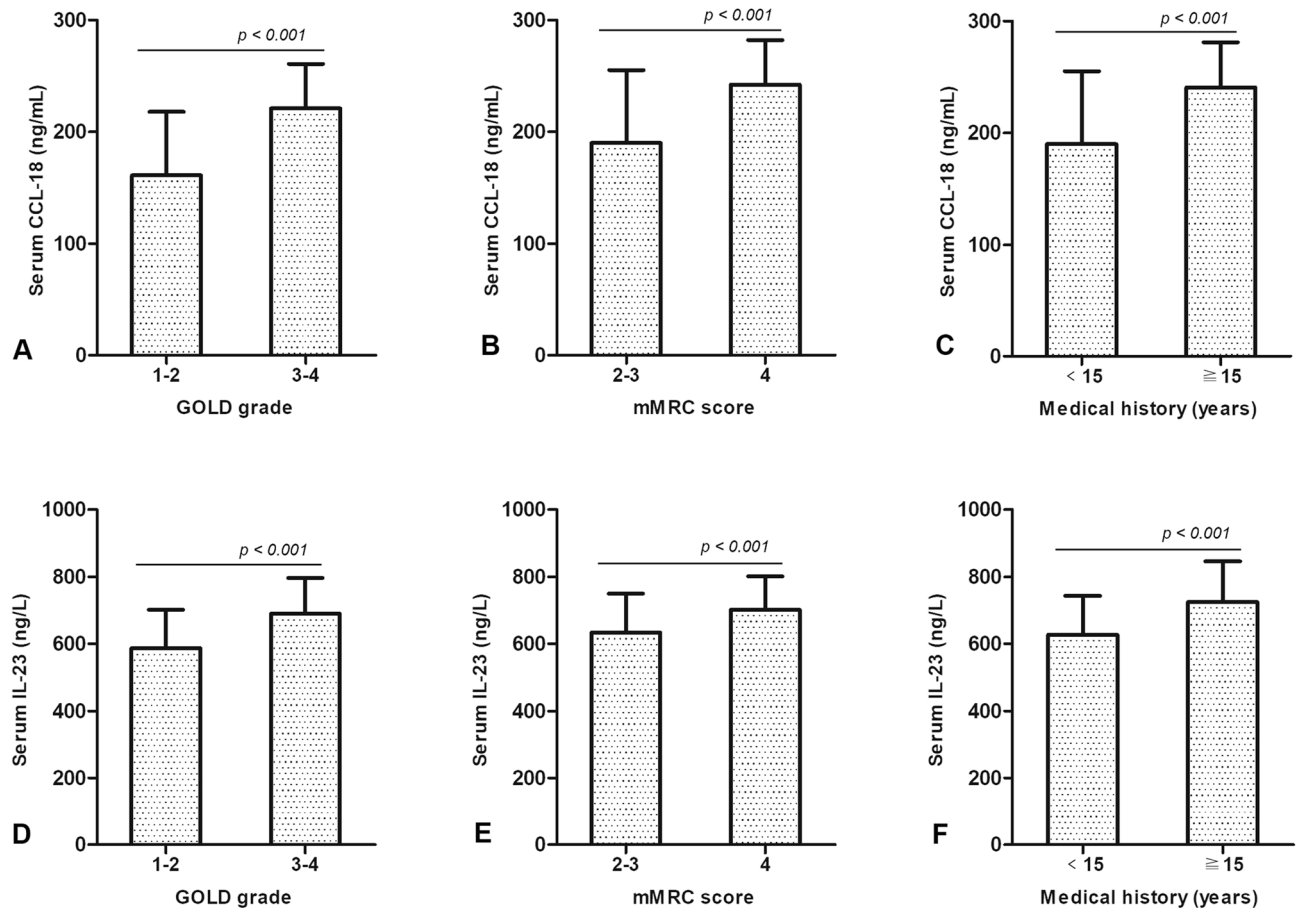 300
200
100
0
Serum CCL-18 (ng/mL)
p < 0.001
1-2 3-4
GOLD grade
A
300
200
100
0
Serum CCL-18 (ng/mL)
p < 0.001
2-3 4
mMRC score
B
300
200
100
0
Serum CCL-18 (ng/mL)
p < 0.001
< 15 ≧ 15
Medical history (years)
C
1000
800
600
400
200
0
Serum IL-23 (ng/L)
p < 0.001
1-2 3-4
GOLD grade
D
1000
800
600
400
200
0
Serum IL-23 (ng/L)
p < 0.001
2-3 4
mMRC score
E
1000
800
600
400
200
0
Serum IL-23 (ng/L)
p < 0.001
< 15 ≧ 15
Medical history (years)
F